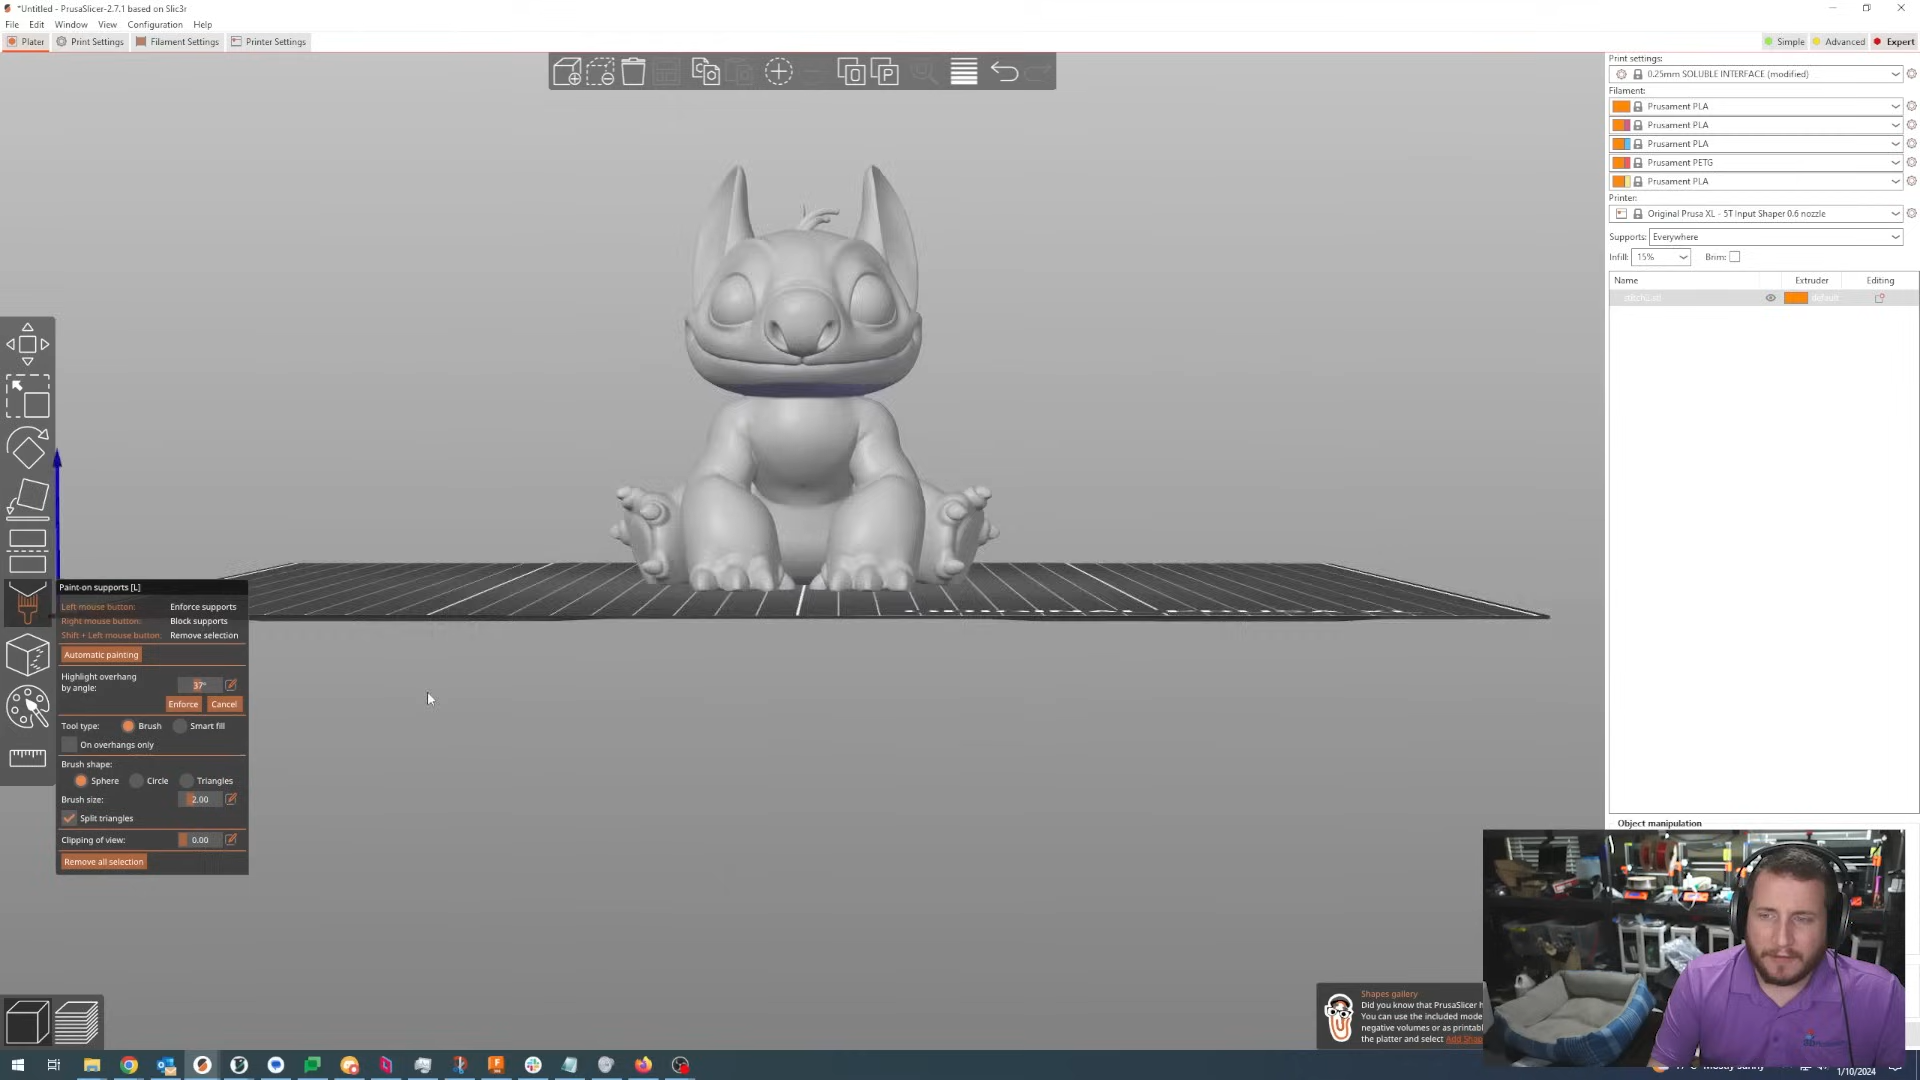 *Untitled - PrusaSlicer-2.7.1 based on Slic3r
File Edit Window View Configuration Help
Plater Print Settings Filament Settings Printer Settings
Simple Advanced Expert
Print settings:
0.25mm SOLUBLE INTERFACE (modified)
Filament:
Prusament PLA
Prusament PLA
Prusament PLA
Prusament PETG
Prusament PLA
Printer:
Original Prusa XL - 5T Input Shaper 0.6 nozzle
Supports: Everywhere
Infill: 15% Brim:
Name Extruder Editing
default
Paint-on supports [L]
Left mouse button: Enforce supports
Right mouse button: Block supports
Shift + Left mouse button: Remove selection
Automatic painting
Highlight overhang
by angle: 37°
Enforce Cancel
Tool type: Brush Smart fill
On overhangs only
Brush shape:
Sphere Circle Triangles
Brush size: 2.00
Split triangles
Clipping of view: 0.00
Remove all selection
Object manipulation
Shapes gallery
Did you know that PrusaSlicer h
You can use the included mode
negative volumes or as printabl
the platter and select Add Shap
1/10/2024